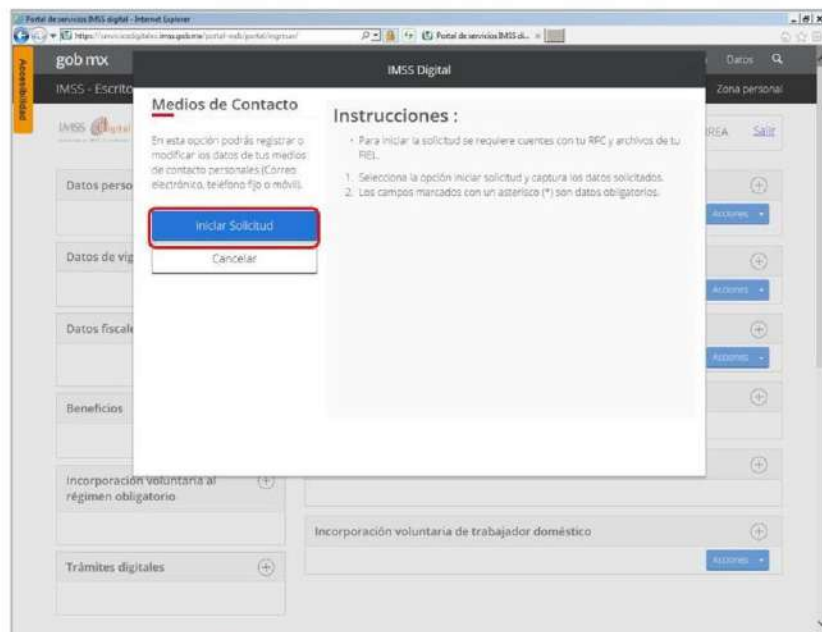 Portal de servicios IMSS digital - Internet Explorer
Portal de servicios IMSS di...
gob mx
Datos
IMSS Digital
IMSS - Escrito
Zona personal
Accesibilidad
Medios de Contacto
En esta opción podrás registrar o
modificar los datos de tus medios
de contacto personales (Correo
electrónico, teléfono fijo o móvil).
Iniciar Solicitud
Cancelar
Instrucciones :
• Para iniciar la solicitud se requiere cuentes con tu RFC y archivos de tu
FIEL.
1. Selecciona la opción iniciar solicitud y captura los datos solicitados.
2. Los campos marcados con un asterisco (*) son datos obligatorios.
IMSS
REA
Salir
Datos perso
Acciones
Datos de vig
Acciones
Datos fiscale
Acciones
Beneficios
Incorporación voluntaria al
régimen obligatorio
Incorporación voluntaria de trabajador doméstico
Acciones
Trámites digitales